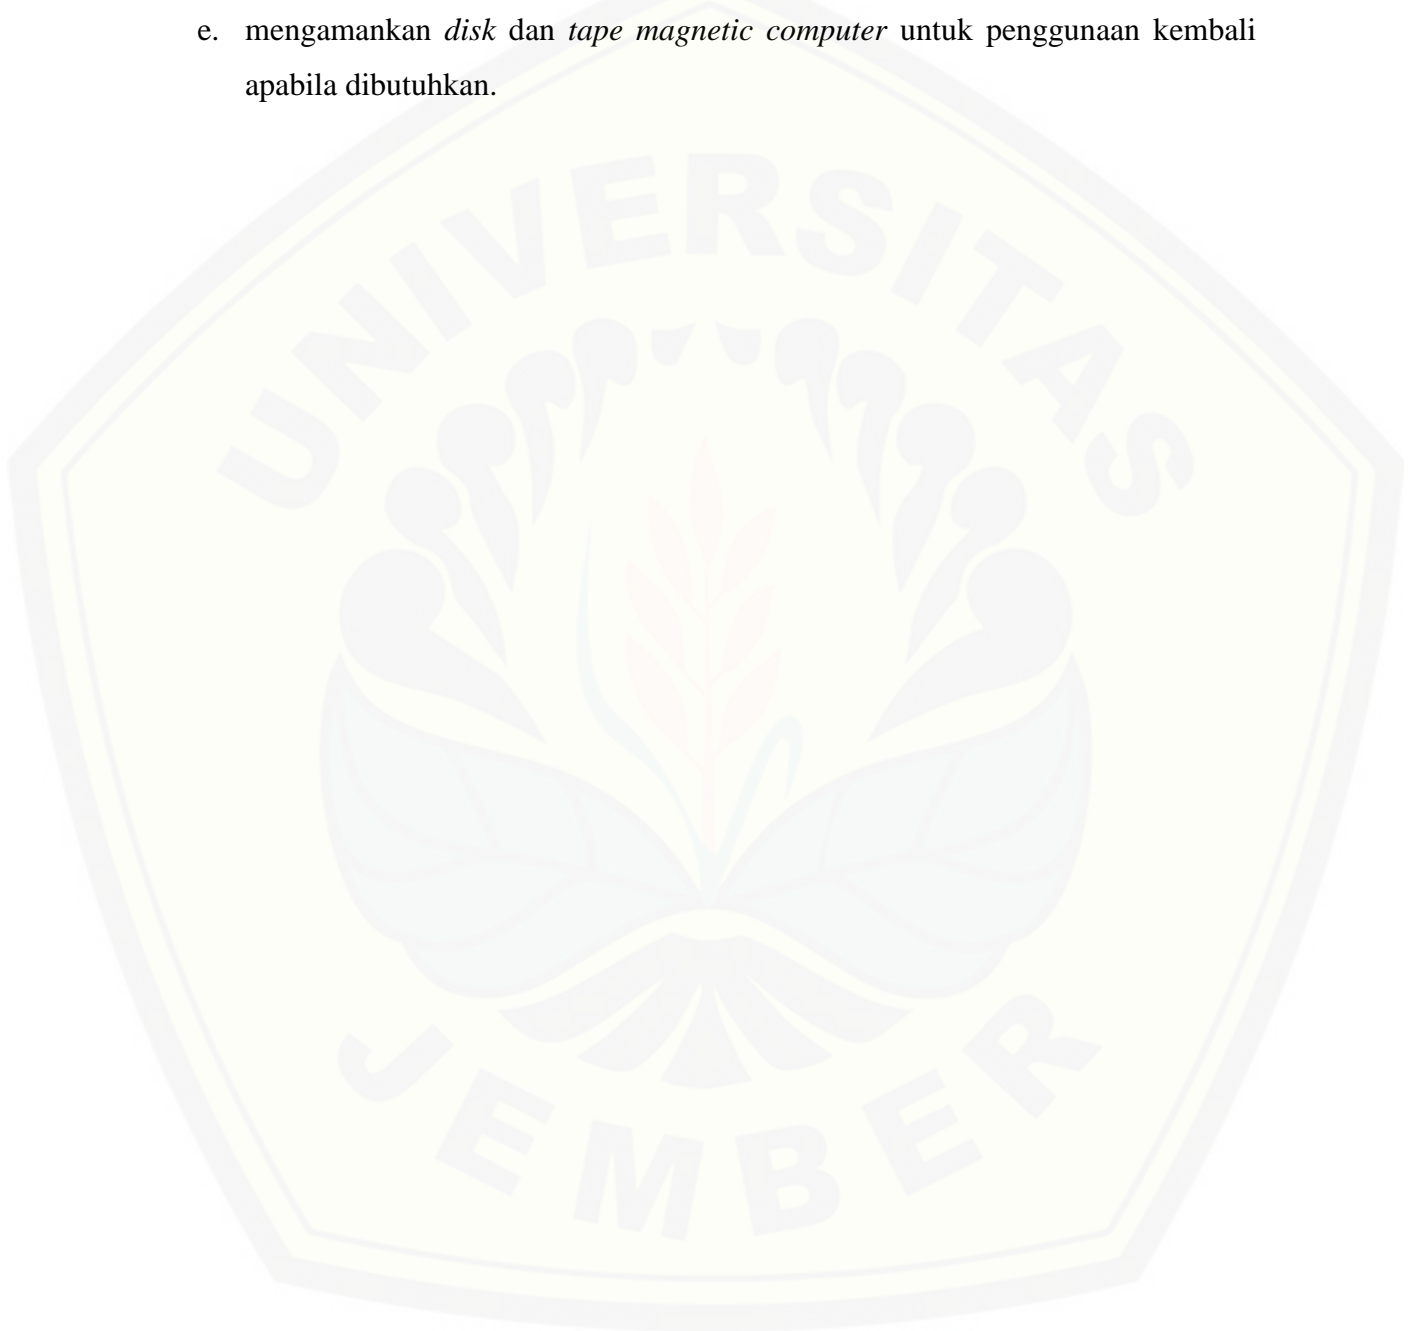 e. mengamankan disk dan tape magnetic computer untuk penggunaan kembali
apabila dibutuhkan.
UNIVERSITAS
JEMBER